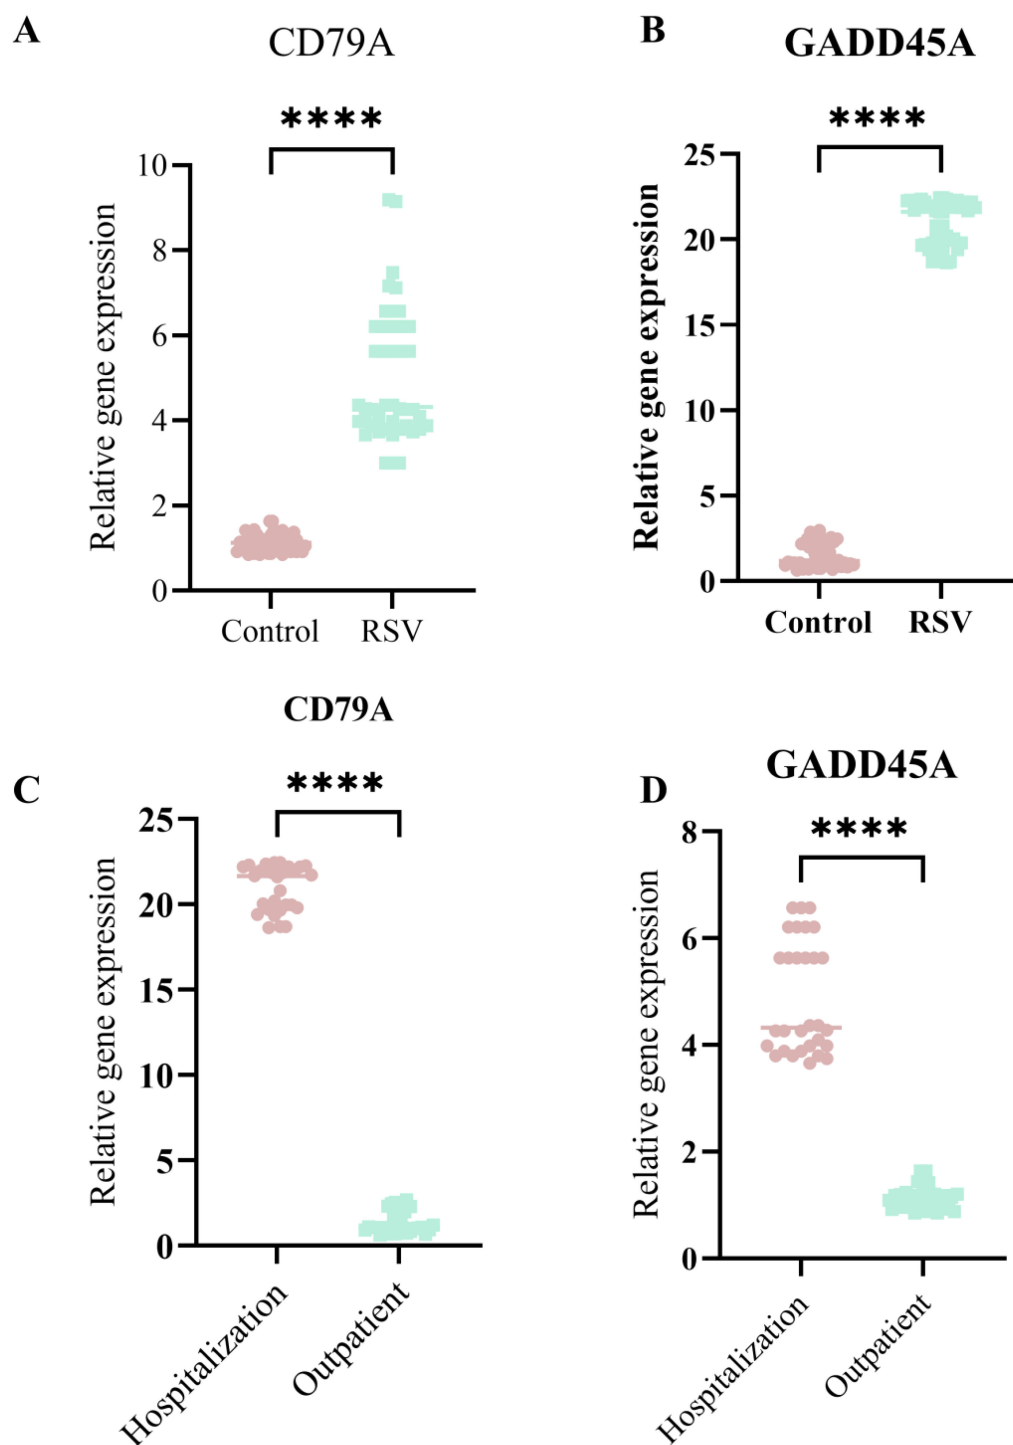 A
CD79A
****
Relative gene expression
10
8
6
4
2
0
Control RSV
B
GADD45A
****
Relative gene expression
25
20
15
10
5
0
Control RSV
C
CD79A
****
Relative gene expression
25
20
15
10
5
0
Hospitalization
Outpatient
D
GADD45A
****
Relative gene expression
8
6
4
2
0
Hospitalization
Outpatient